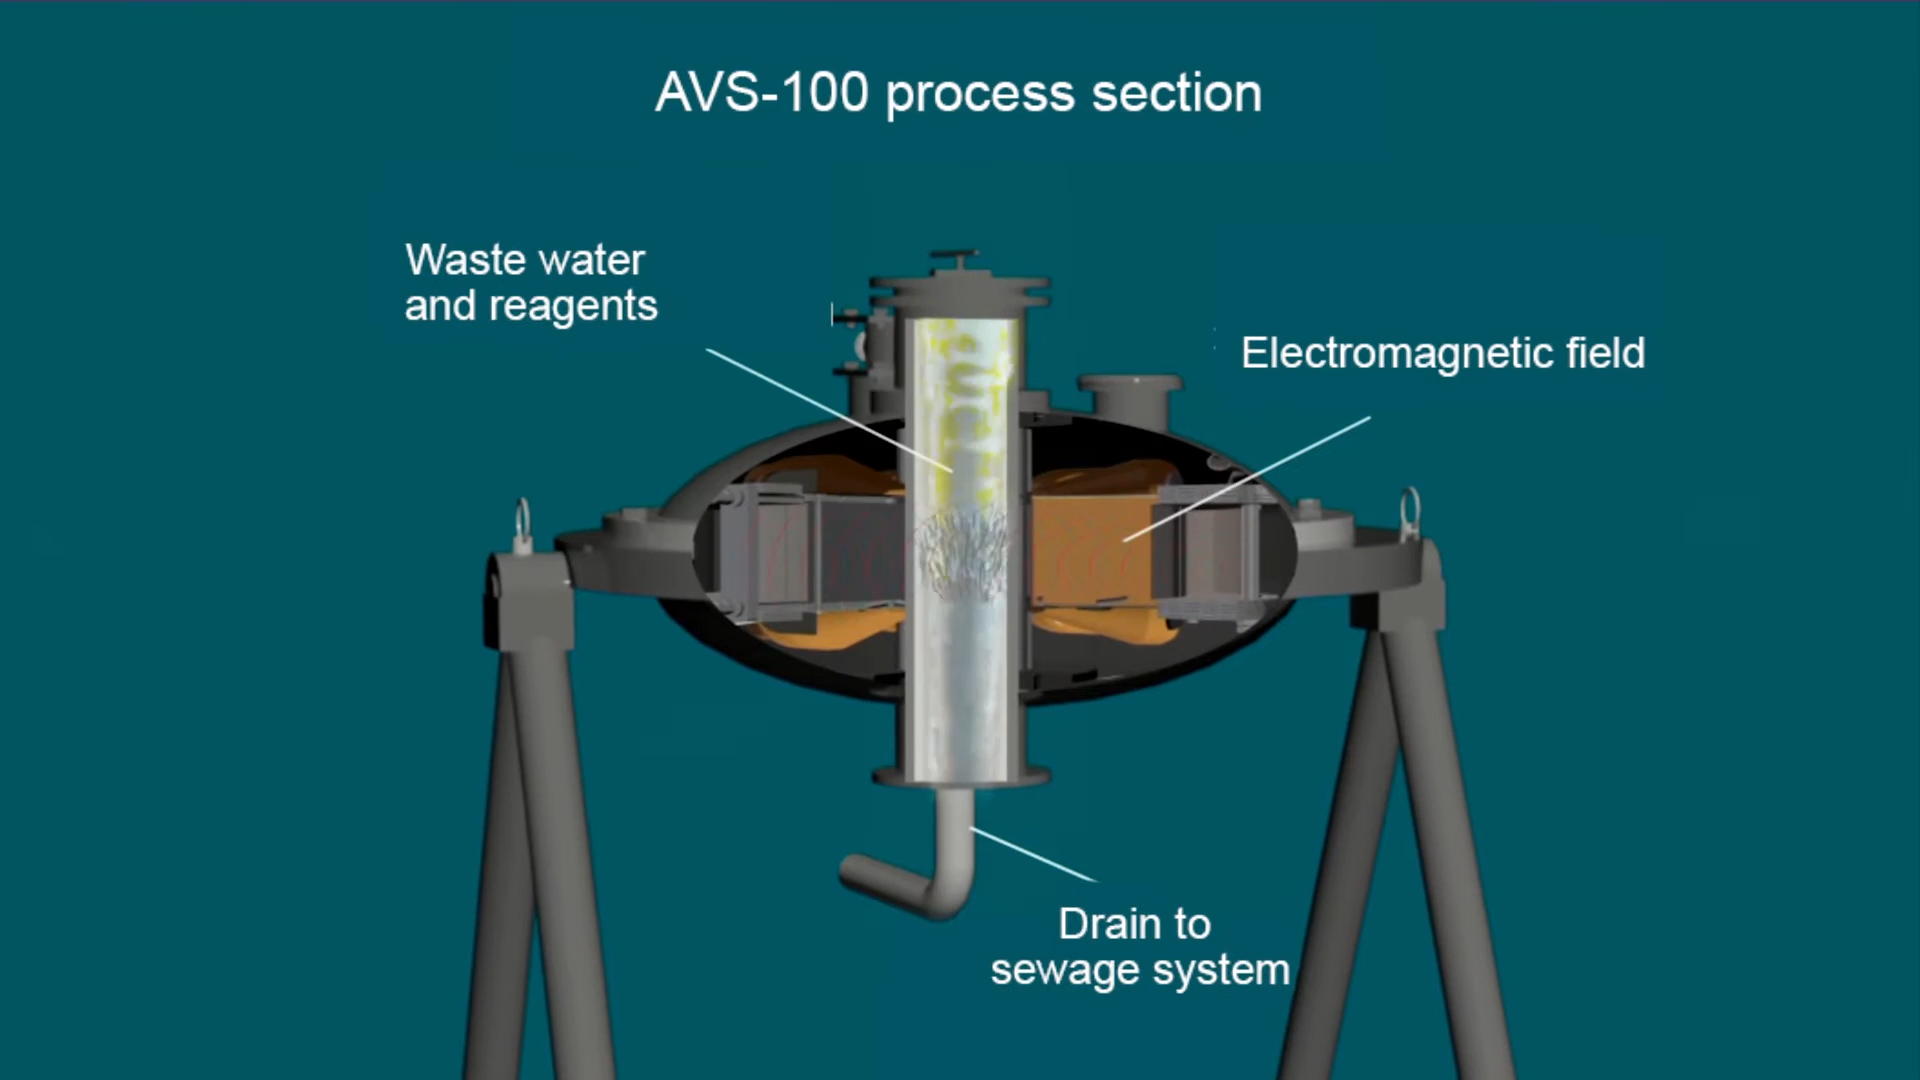 AVS-100 process section
Waste water
and reagents
Electromagnetic field
Drain to
sewage system